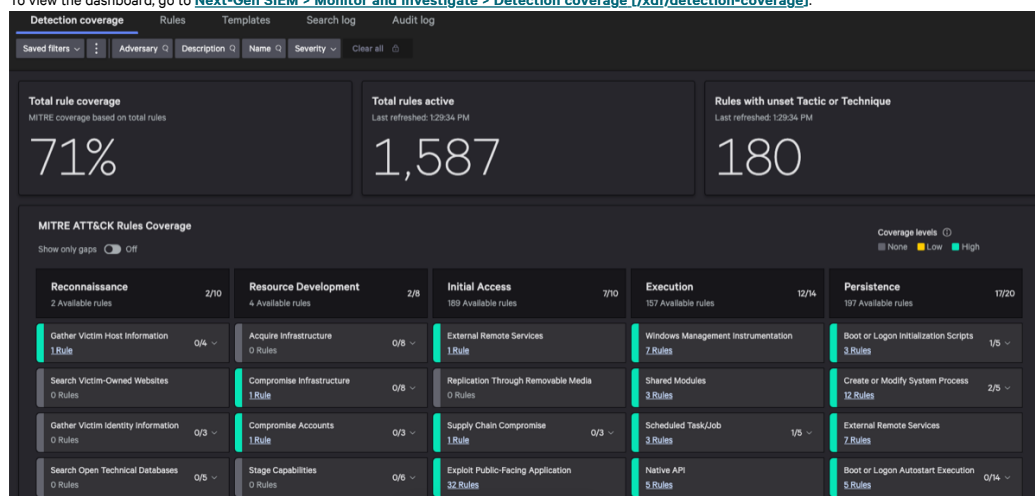 To view the dashboard, go to Next-Gen SIEM > Monitor and investigate > Detection coverage [/xdr/detection-coverage].
Detection coverage Rules Templates Search log Audit log
Saved filters Adversary Description Name Severity Clear all
Total rule coverage
MITRE coverage based on total rules
71%
Total rules active
Last refreshed: 1:29:34 PM
1,587
Rules with unset Tactic or Technique
Last refreshed: 1:29:34 PM
180
MITRE ATT&CK Rules Coverage
Show only gaps Off
Coverage levels
None Low High
Reconnaissance
2 Available rules
2/10
Resource Development
4 Available rules
2/8
Initial Access
189 Available rules
7/10
Execution
157 Available rules
12/14
Persistence
197 Available rules
17/20
Gather Victim Host Information
1 Rule
0/4
Acquire Infrastructure
0 Rules
0/8
External Remote Services
1 Rule
Windows Management Instrumentation
7 Rules
Boot or Logon Initialization Scripts
3 Rules
1/5
Search Victim-Owned Websites
0 Rules
Compromise Infrastructure
1 Rule
0/8
Replication Through Removable Media
0 Rules
Shared Modules
3 Rules
Create or Modify System Process
12 Rules
2/5
Gather Victim Identity Information
0 Rules
0/3
Compromise Accounts
1 Rule
0/3
Supply Chain Compromise
1 Rule
0/3
Scheduled Task/Job
3 Rules
1/5
External Remote Services
7 Rules
Search Open Technical Databases
0 Rules
0/5
Stage Capabilities
0 Rules
0/6
Exploit Public-Facing Application
32 Rules
Native API
5 Rules
Boot or Logon Autostart Execution
5 Rules
0/14